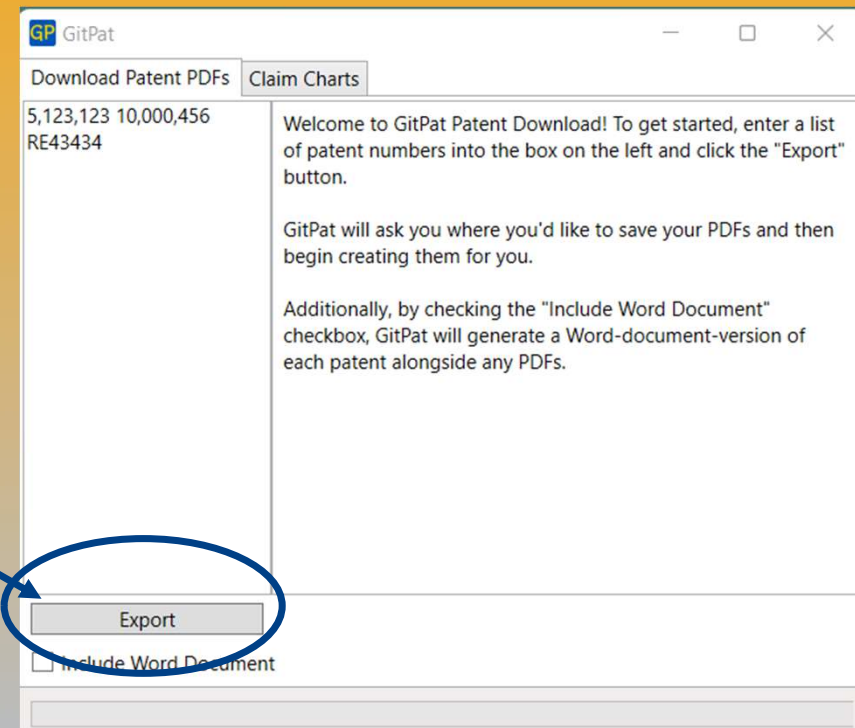 GP GitPat
Download Patent PDFs Claim Charts
5,123,123 10,000,456
RE43434
Welcome to GitPat Patent Download! To get started, enter a list
of patent numbers into the box on the left and click the "Export"
button.
GitPat will ask you where you'd like to save your PDFs and then
begin creating them for you.
Additionally, by checking the "Include Word Document"
checkbox, GitPat will generate a Word-document-version of
each patent alongside any PDFs.
Export
Include Word Document